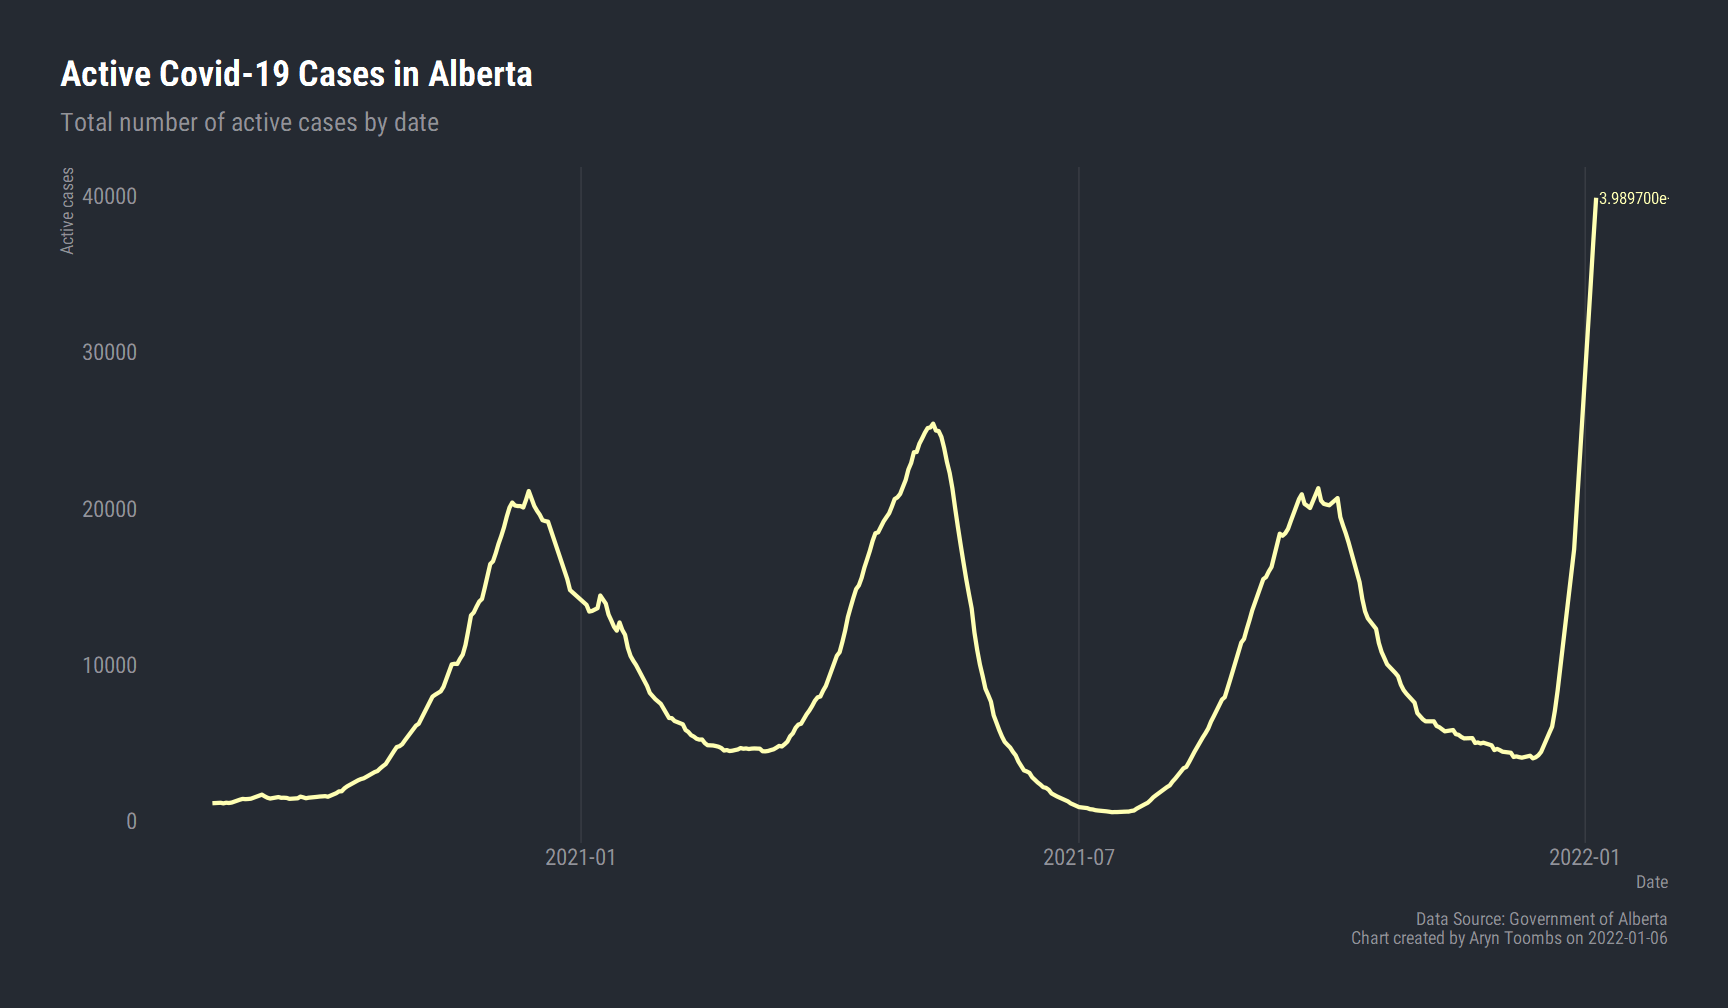 Active Covid-19 Cases in Alberta
Total number of active cases by date
Active cases
40000
30000
20000
10000
0
3.989700e-
2021-01
2021-07
2022-01
Date
Data Source: Government of Alberta
Chart created by Aryn Toombs on 2022-01-06